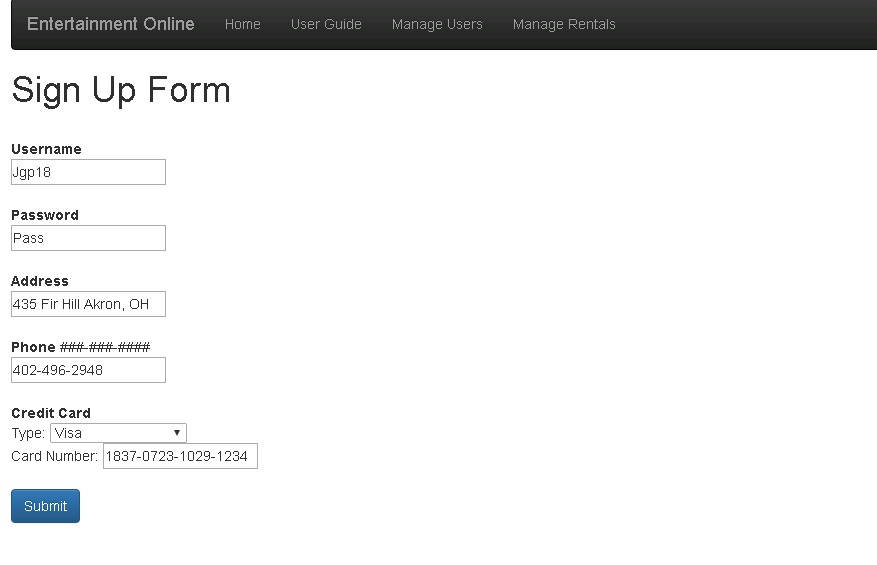 Entertainment Online Home User Guide Manage Users Manage Rentals
Sign Up Form
Username
Jgp18
Password
Pass
Address
435 Fir Hill Akron, OH
Phone ###-###-####
402-496-2948
Credit Card
Type: Visa
Card Number: 1837-0723-1029-1234
Submit